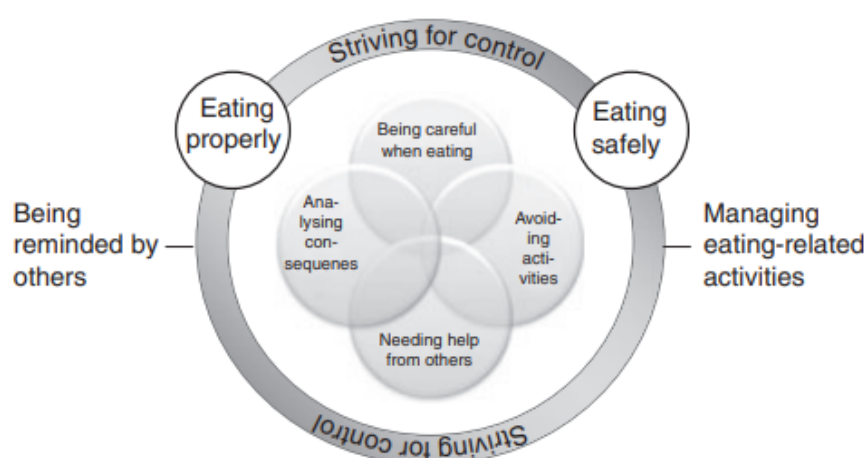 Striving for control
Eating
properly
Eating
safely
Being careful
when eating
Ana-
lysing
con-
sequenes
Avoid-
ing
acti-
vities
Being
reminded by
others
Managing
eating-related
activities
Needing help
from others
Striving for control